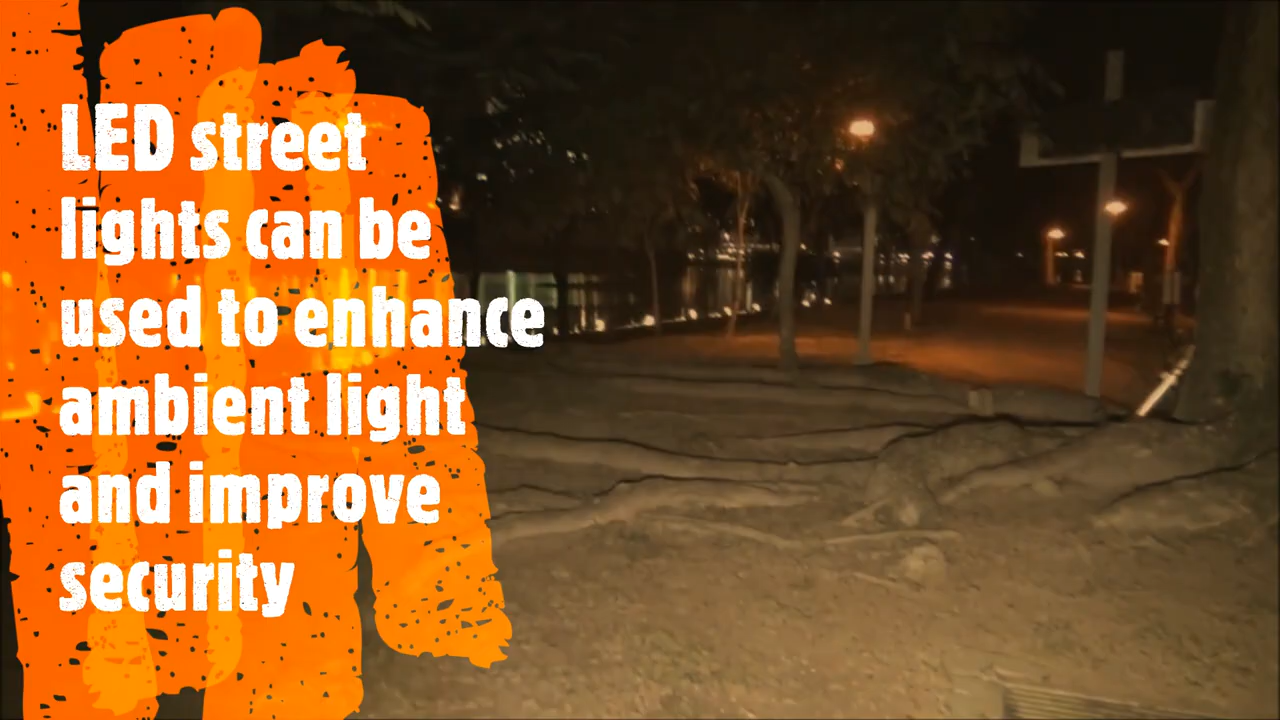 LED street
lights can be
used to enhance
ambient light
and improve
security